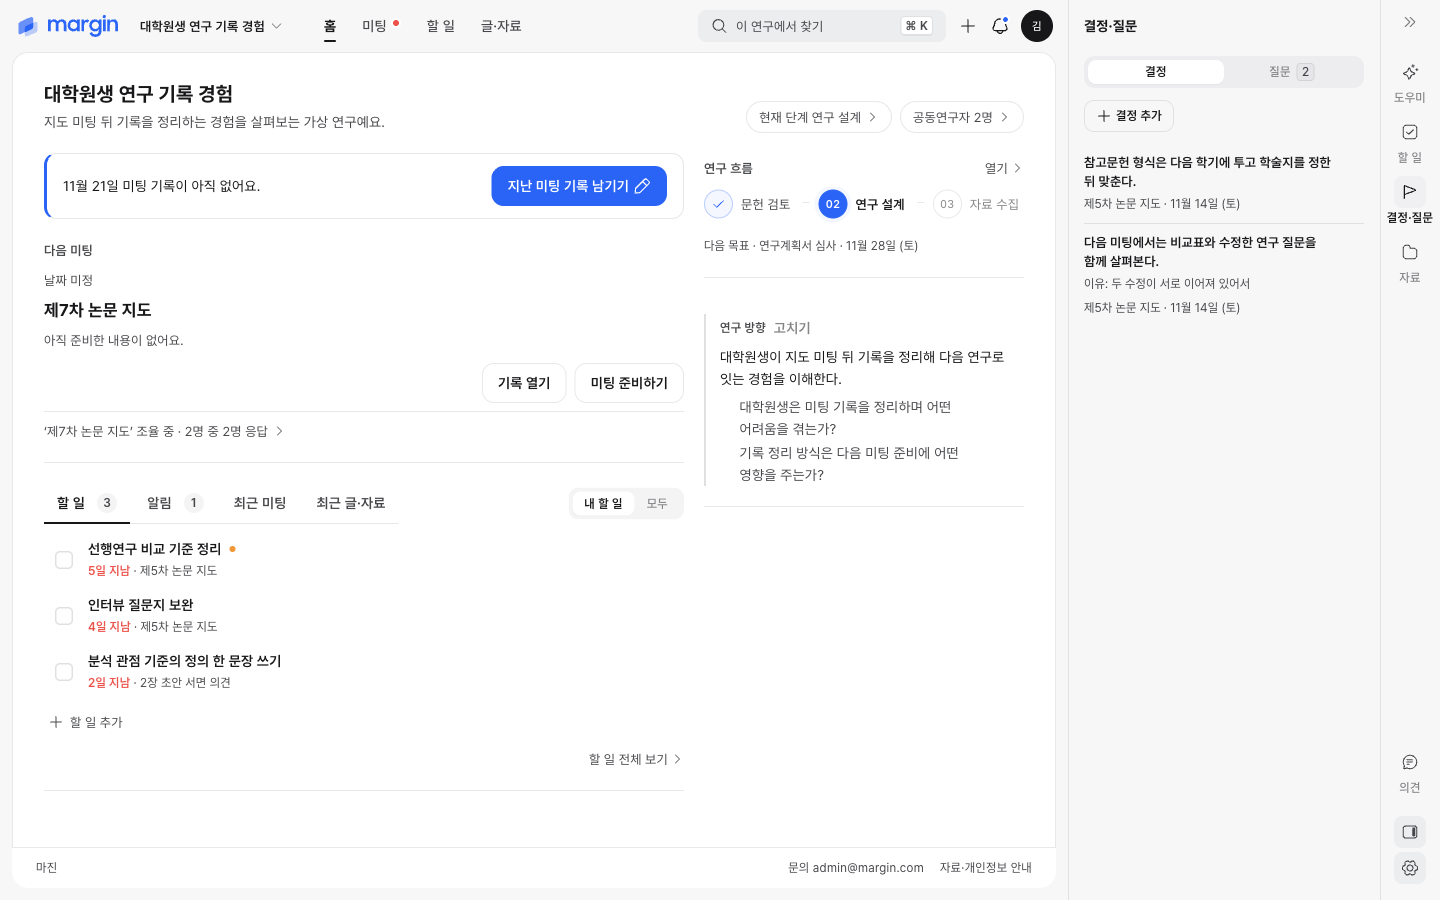 margin
대학원생 연구 기록 경험
홈
미팅
할 일
글·자료
이 연구에서 찾기
⌘ K
김
대학원생 연구 기록 경험
지도 미팅 뒤 기록을 정리하는 경험을 살펴보는 가상 연구예요.
현재 단계 연구 설계
공동연구자 2명
11월 21일 미팅 기록이 아직 없어요.
지난 미팅 기록 남기기
다음 미팅
날짜 미정
제7차 논문 지도
아직 준비한 내용이 없어요.
기록 열기
미팅 준비하기
‘제7차 논문 지도’ 조율 중 · 2명 중 2명 응답
할 일 3
알림 1
최근 미팅
최근 글·자료
내 할 일
모두
선행연구 비교 기준 정리
5일 지남 · 제5차 논문 지도
인터뷰 질문지 보완
4일 지남 · 제5차 논문 지도
분석 관점 기준의 정의 한 문장 쓰기
2일 지남 · 2장 초안 서면 의견
할 일 추가
할 일 전체 보기
연구 흐름
열기
문헌 검토
02 연구 설계
03 자료 수집
다음 목표 · 연구계획서 심사 · 11월 28일 (토)
연구 방향 고치기
대학원생이 지도 미팅 뒤 기록을 정리해 다음 연구로
잇는 경험을 이해한다.
대학원생은 미팅 기록을 정리하며 어떤
어려움을 겪는가?
기록 정리 방식은 다음 미팅 준비에 어떤
영향을 주는가?
마진
문의 admin@margin.com
자료·개인정보 안내
결정·질문
결정
질문 2
결정 추가
참고문헌 형식은 다음 학기에 투고 학술지를 정한
뒤 맞춘다.
제5차 논문 지도 · 11월 14일 (토)
다음 미팅에서는 비교표와 수정한 연구 질문을
함께 살펴본다.
이유: 두 수정이 서로 이어져 있어서
제5차 논문 지도 · 11월 14일 (토)
도우미
할 일
결정·질문
자료
의견